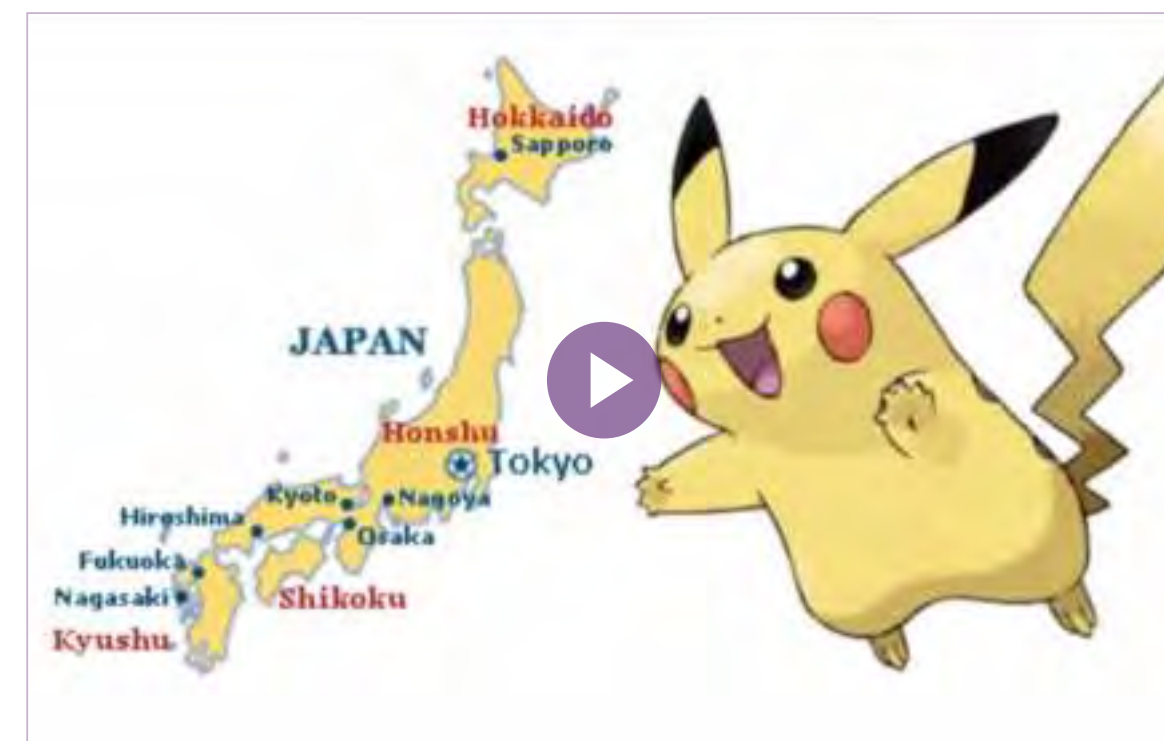 Hokkaido
Sapporo
JAPAN
Honshu
Tokyo
Kyoto
Nagoya
Hiroshima
Osaka
Fukuoka
Nagasaki
Shikoku
Kyushu